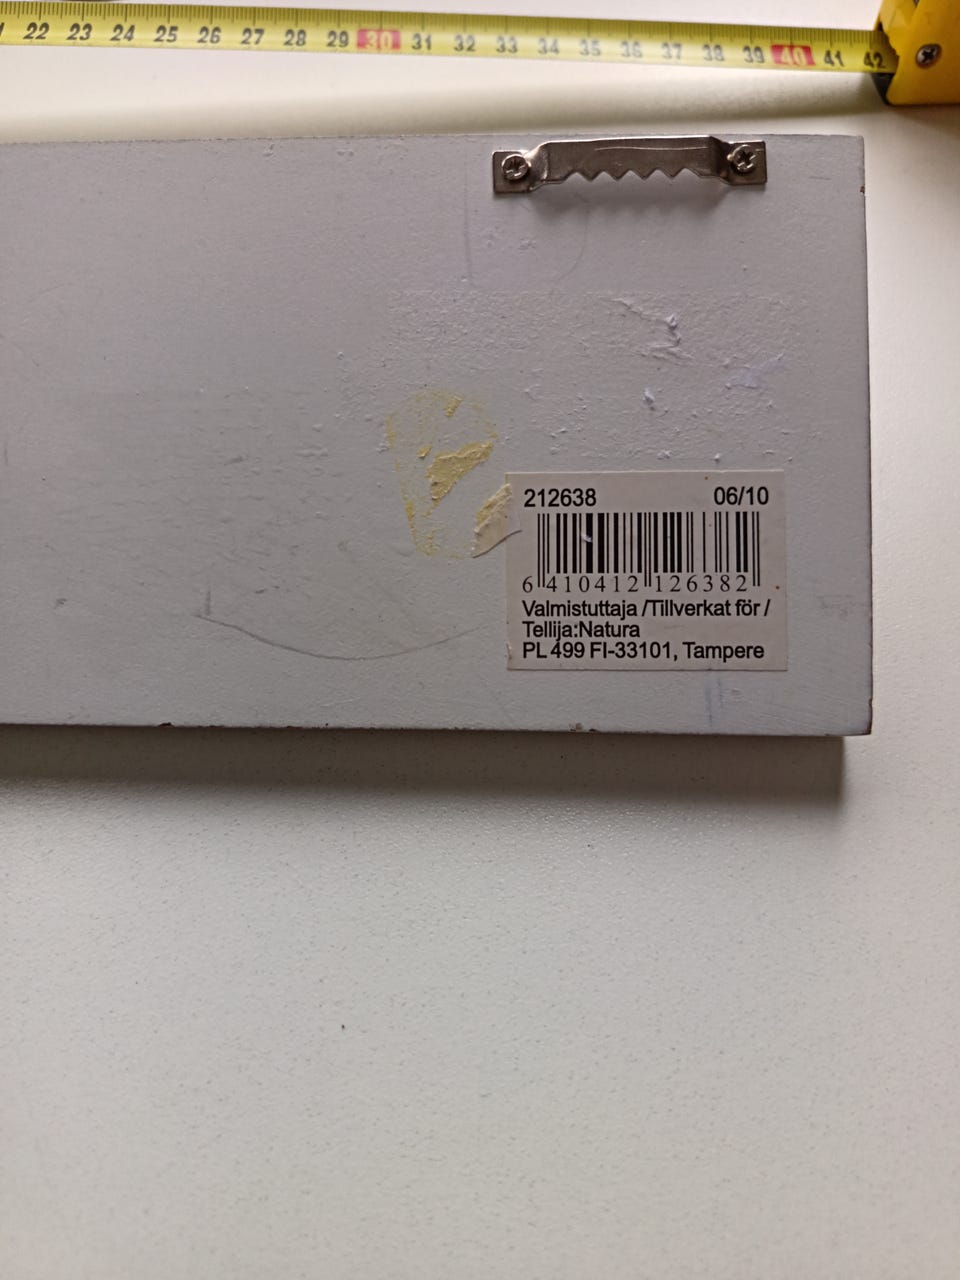 22 23 24 25 26 27 28 29 30 31 32 33 34 35 36 37 38 39 40 41 42
212638 06/10
6 410412 126382
Valmistuttaja /Tillverkat för /
Tellija:Natura
PL 499 FI-33101, Tampere